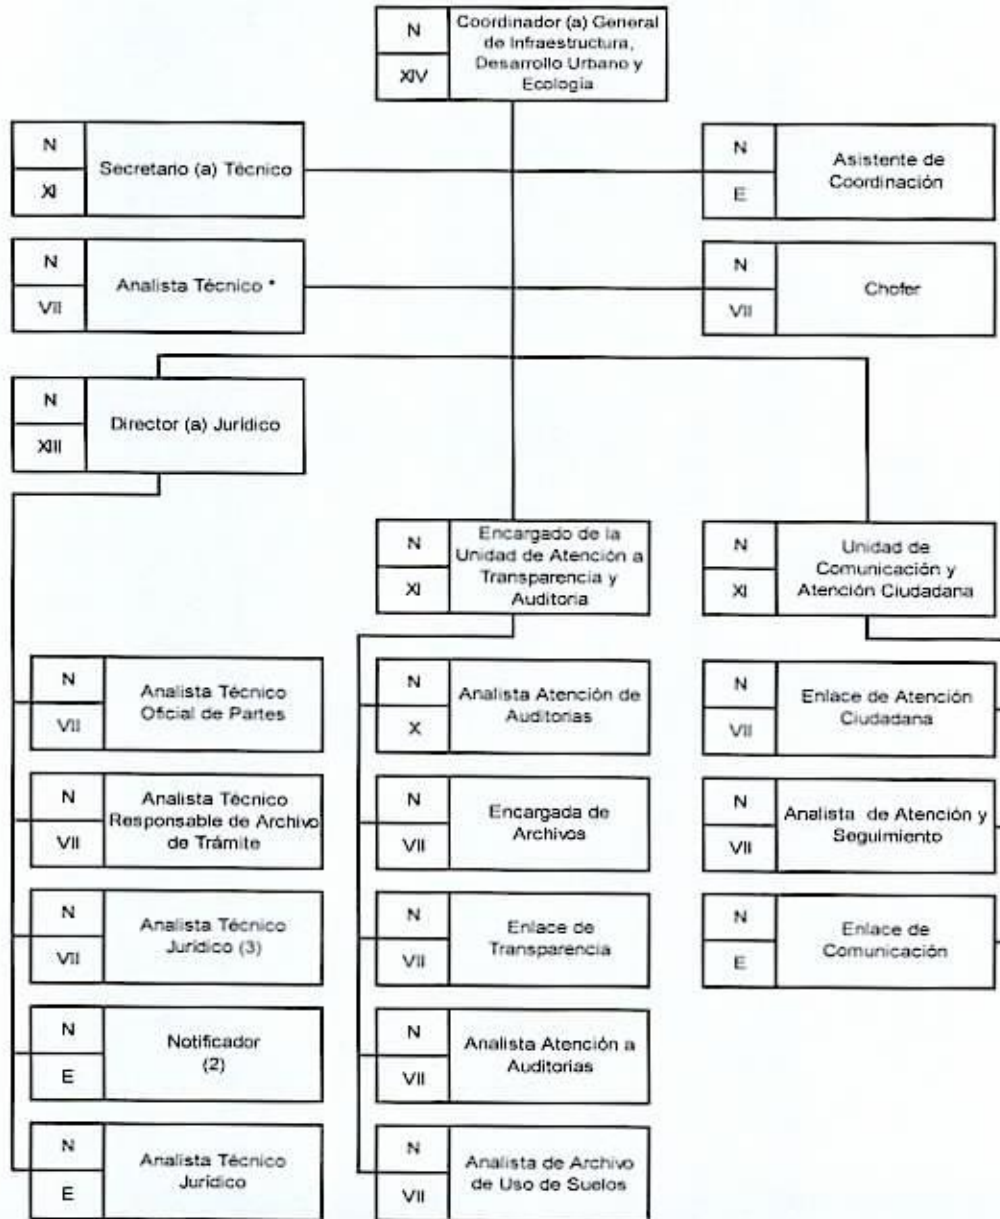 N
XIV
Coordinador (a) General
de Infraestructura,
Desarrollo Urbano y
Ecología
N
XI
Secretario (a) Técnico
N
E
Asistente de
Coordinación
N
VII
Analista Técnico *
N
VII
Chofer
N
XIII
Director (a) Jurídico
N
XI
Encargado de la
Unidad de Atención a
Transparencia y
Auditoria
N
XI
Unidad de
Comunicación y
Atención Ciudadana
N
VII
Analista Técnico
Oficial de Partes
N
VII
Analista Técnico
Responsable de Archivo
de Trámite
N
VII
Analista Técnico
Jurídico (3)
N
E
Notificador
(2)
N
E
Analista Técnico
Jurídico
N
X
Analista Atención de
Auditorias
N
VII
Encargada de
Archivos
N
VII
Enlace de
Transparencia
N
VII
Analista Atención a
Auditorias
N
VII
Analista de Archivo
de Uso de Suelos
N
VII
Enlace de Atención
Ciudadana
N
VII
Analista de Atención y
Seguimiento
N
E
Enlace de
Comunicación